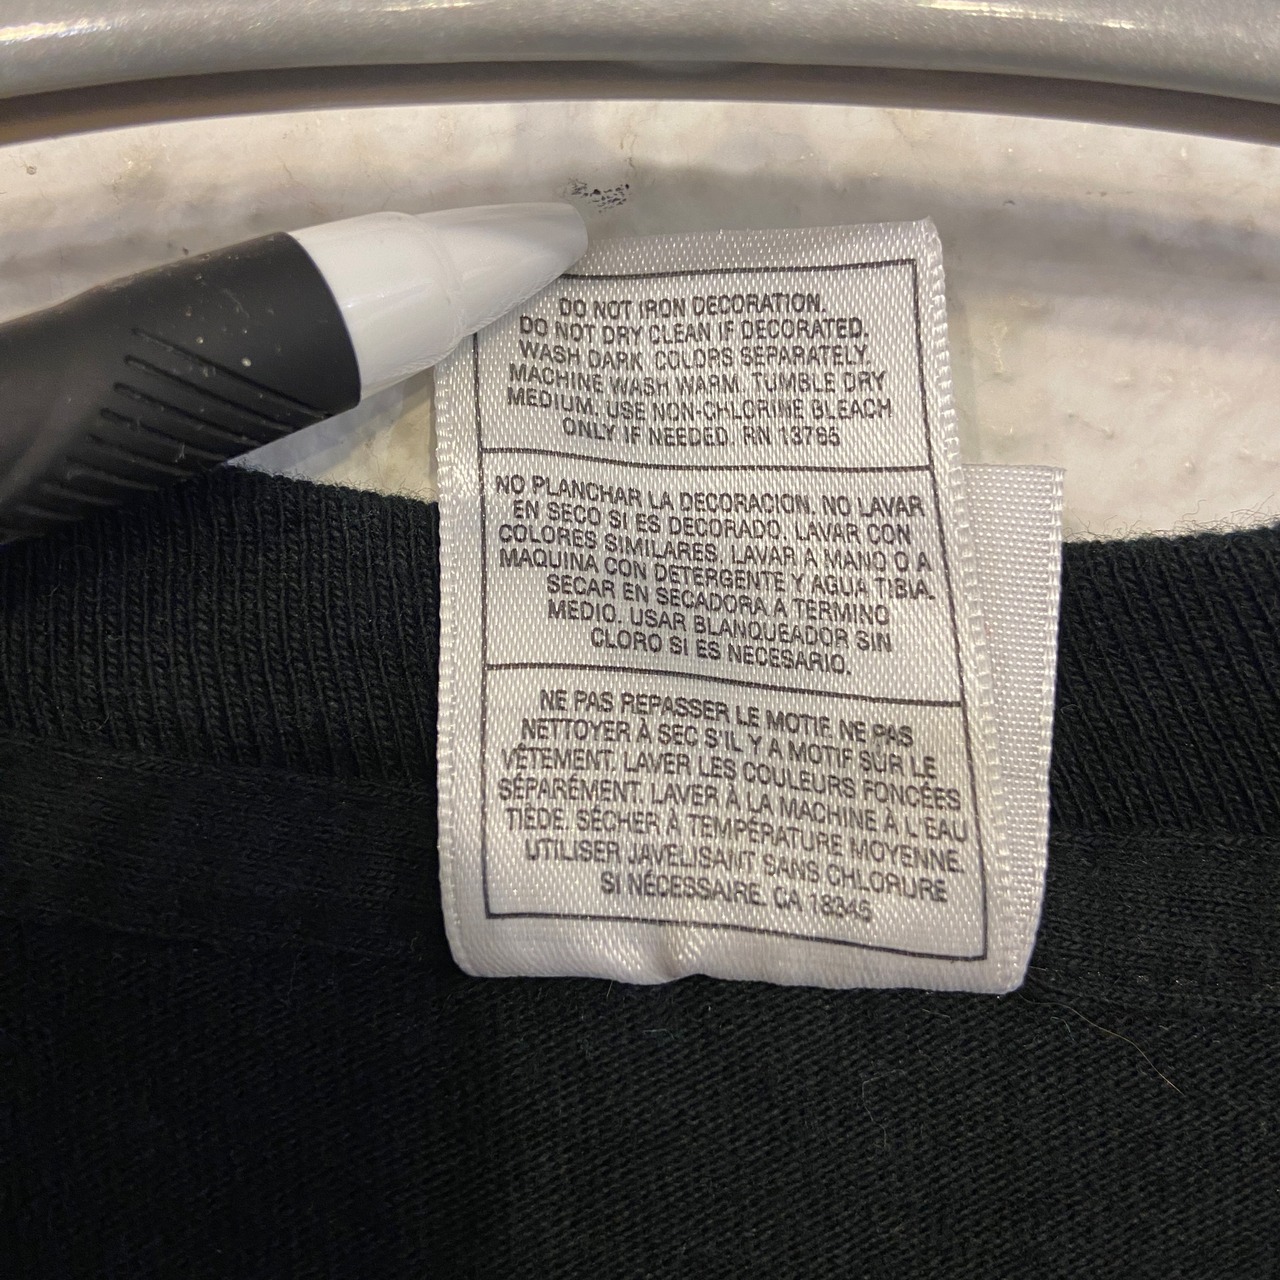 DO NOT IRON DECORATION.
DO NOT DRY CLEAN IF DECORATED.
WASH DARK COLORS SEPARATELY.
MACHINE WASH WARM. TUMBLE DRY
MEDIUM. USE NON-CHLORINE BLEACH
ONLY IF NEEDED. RN 13765
NO PLANCHAR LA DECORACION. NO LAVAR
EN SECO SI ES DECORADO. LAVAR CON
COLORES SIMILARES. LAVAR A MANO O A
MAQUINA CON DETERGENTE Y AGUA TIBIA.
SECAR EN SECADORA A TERMINO
MEDIO. USAR BLANQUEADOR SIN
CLORO SI ES NECESARIO.
NE PAS REPASSER LE MOTIF. NE PAS
NETTOYER À SEC S'IL Y A MOTIF SUR LE
VÊTEMENT. LAVER LES COULEURS FONCÉES
SÉPARÉMENT. LAVER À LA MACHINE À L'EAU
TIÈDE. SÉCHER À TEMPÉRATURE MOYENNE.
UTILISER JAVELISANT SANS CHLORURE
SI NÉCESSAIRE. CA 18346